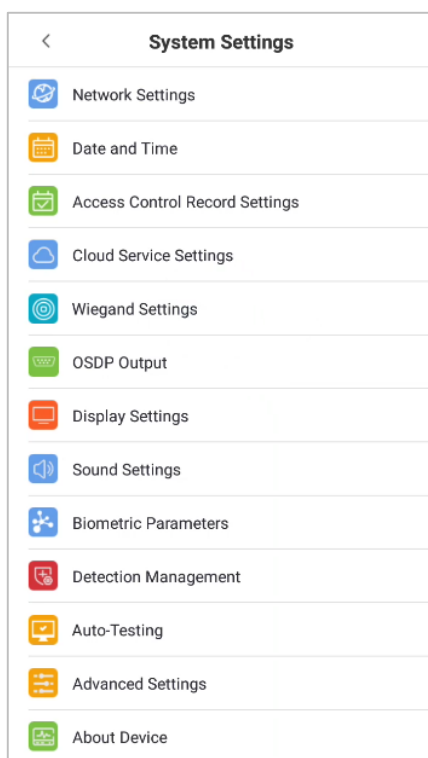 System Settings
Network Settings
Date and Time
Access Control Record Settings
Cloud Service Settings
Wiegand Settings
OSDP Output
Display Settings
Sound Settings
Biometric Parameters
Detection Management
Auto-Testing
Advanced Settings
About Device